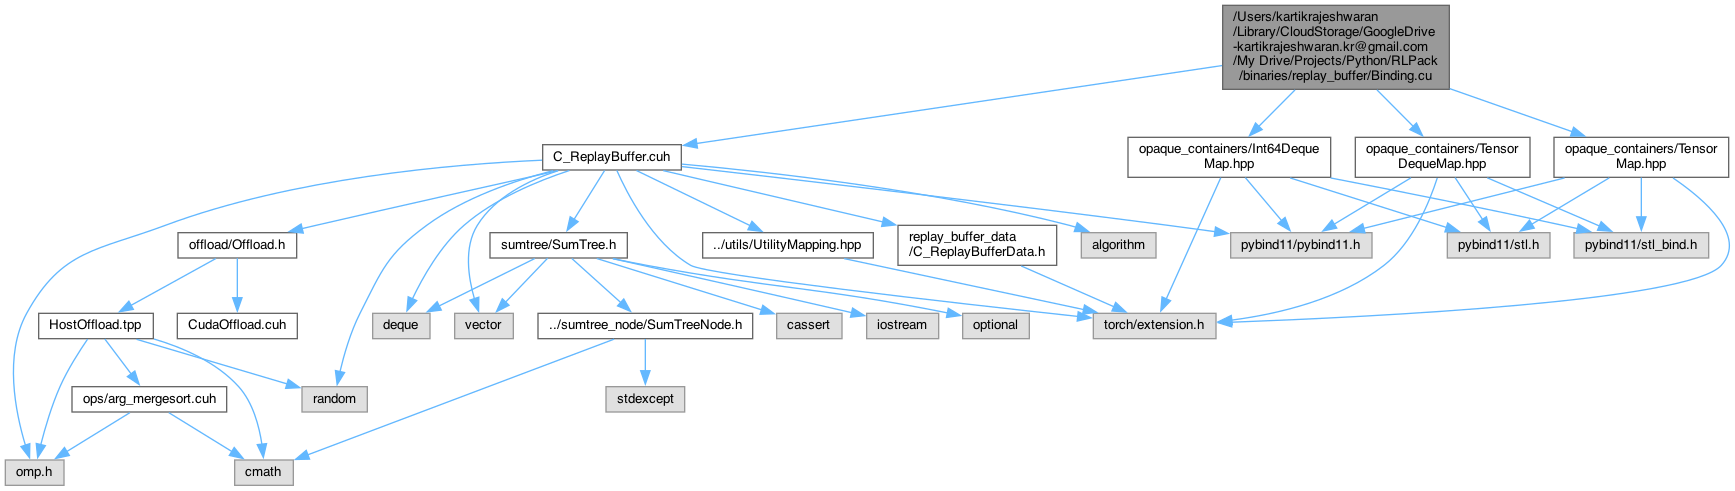 /Users/kartikrajeshwaran
/Library/CloudStorage/GoogleDrive
-kartikrajeshwaran.kr@gmail.com
/My Drive/Projects/Python/RLPack
/binaries/replay_buffer/Binding.cu
C_ReplayBuffer.cuh
opaque_containers/Int64Deque
Map.hpp
opaque_containers/Tensor
DequeMap.hpp
opaque_containers/Tensor
Map.hpp
offload/Offload.h
sumtree/SumTree.h
../utils/UtilityMapping.hpp
replay_buffer_data
/C_ReplayBufferData.h
algorithm
pybind11/pybind11.h
pybind11/stl.h
pybind11/stl_bind.h
HostOffload.tpp
CudaOffload.cuh
deque
vector
../sumtree_node/SumTreeNode.h
cassert
iostream
optional
torch/extension.h
ops/arg_mergesort.cuh
random
stdexcept
omp.h
cmath